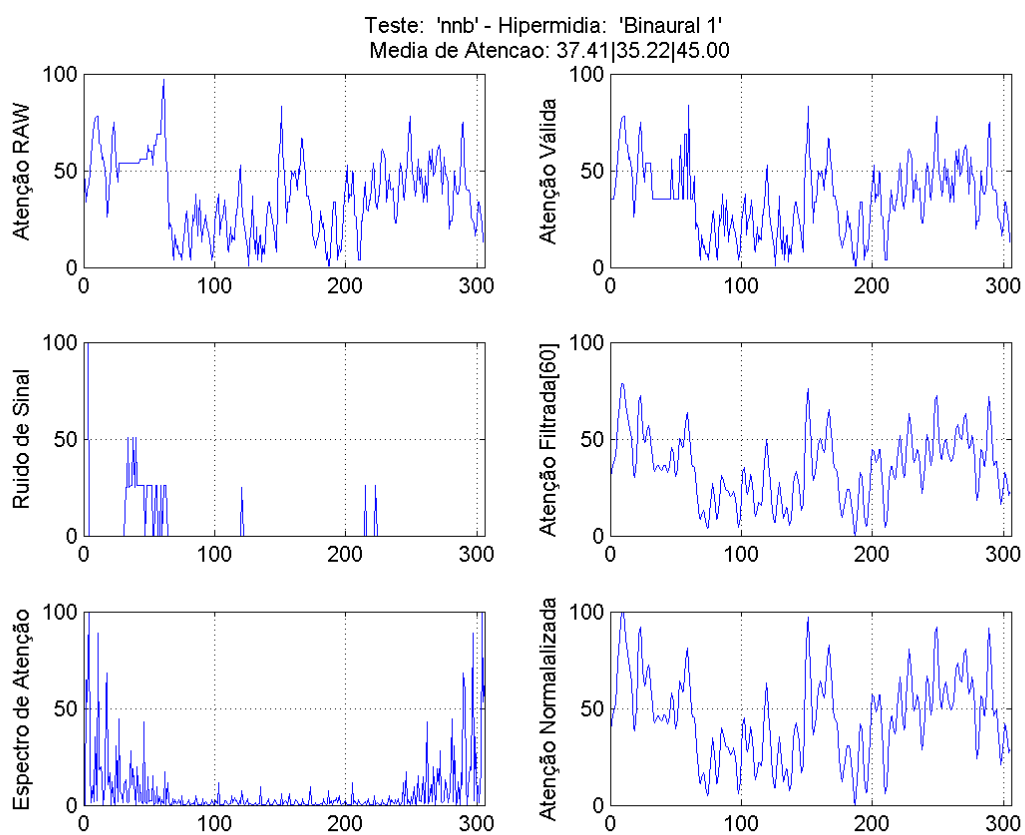 Teste: 'nnb' - Hipermidia: 'Binaural 1'
Media de Atencao: 37.41|35.22|45.00
Atenção RAW
100
50
0
0 100 200 300
Atenção Válida
100
50
0
0 100 200 300
Ruido de Sinal
100
50
0
0 100 200 300
Atenção Filtrada[60]
100
50
0
0 100 200 300
Espectro de Atenção
100
50
0
0 100 200 300
Atenção Normalalizada
100
50
0
0 100 200 300